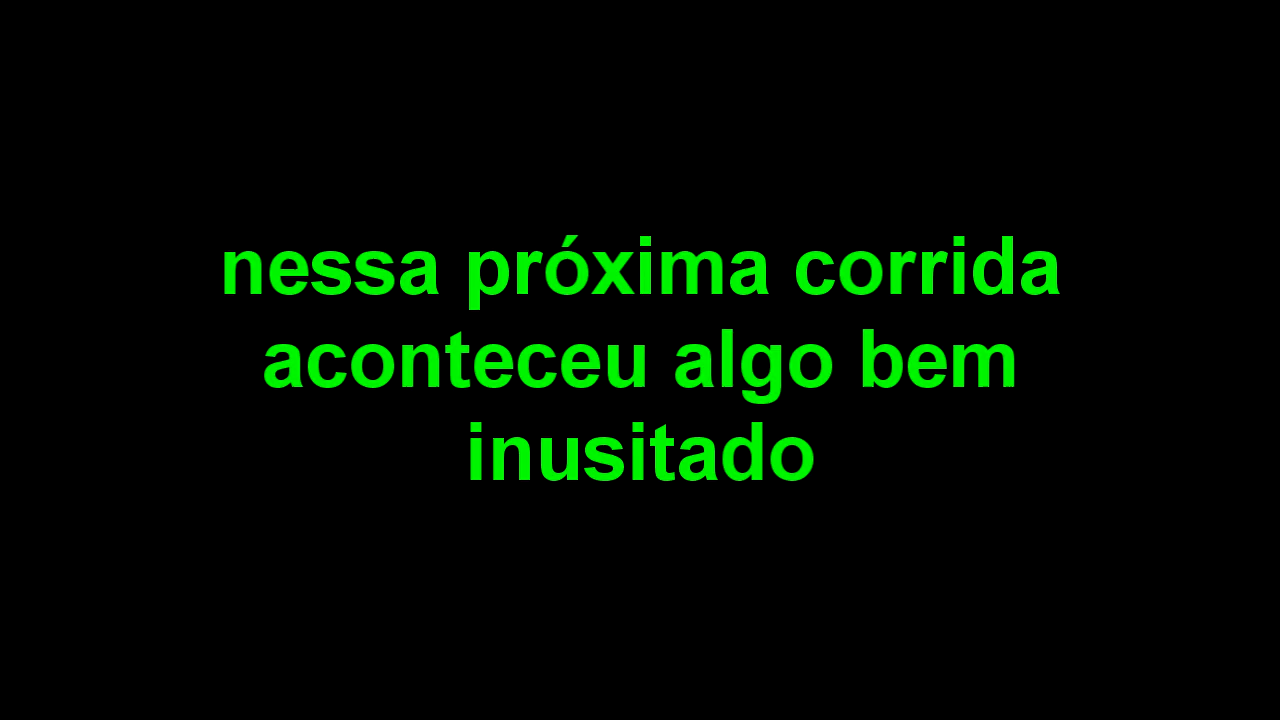 nessa próxima corrida
aconteceu algo bem
inusitado